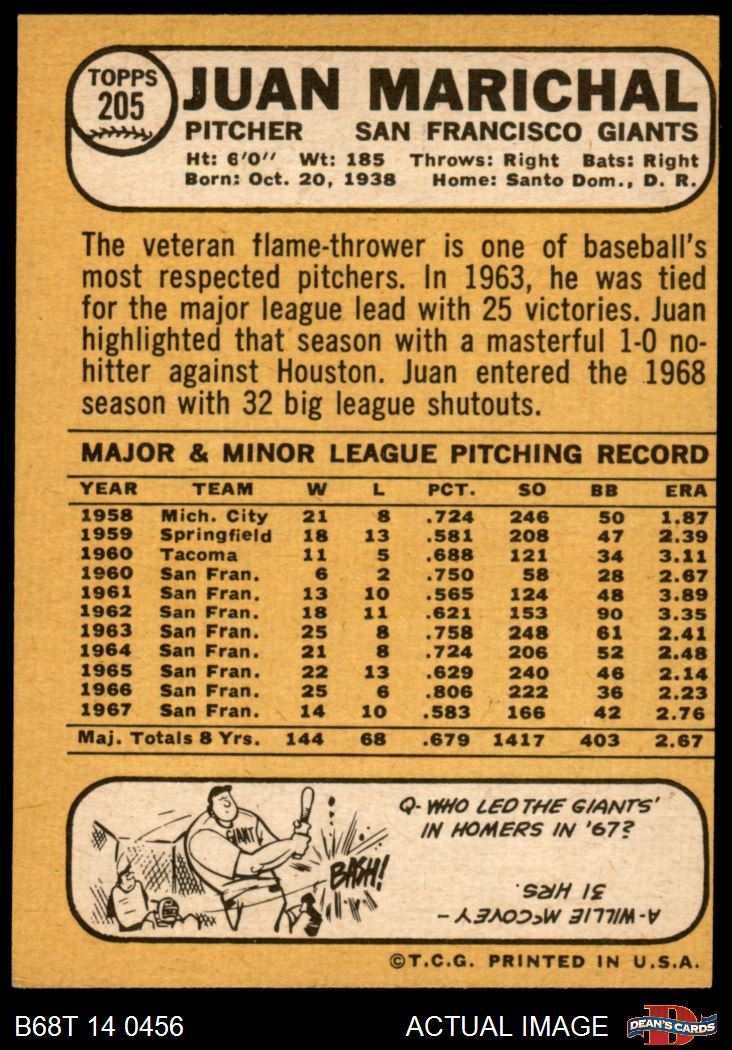 TOPPS
205
JUAN MARICHAL
PITCHER SAN FRANCISCO GIANTS
Ht: 6'0" Wt: 185 Throws: Right Bats: Right
Born: Oct. 20, 1938 Home: Santo Dom., D. R.
The veteran flame-thrower is one of baseball's
most respected pitchers. In 1963, he was tied
for the major league lead with 25 victories. Juan
highlighted that season with a masterful 1-0 no-
hitter against Houston. Juan entered the 1968
season with 32 big league shutouts.
MAJOR & MINOR LEAGUE PITCHING RECORD
YEAR TEAM W L PCT. SO BB ERA
1958 Mich. City 21 8 .724 246 50 1.87
1959 Springfield 18 13 .581 208 47 2.39
1960 Tacoma 11 5 .688 121 34 3.11
1960 San Fran. 6 2 .750 58 28 2.67
1961 San Fran. 13 10 .565 124 48 3.89
1962 San Fran. 18 11 .621 153 90 3.35
1963 San Fran. 25 8 .758 248 61 2.41
1964 San Fran. 21 8 .724 206 52 2.48
1965 San Fran. 22 13 .629 240 46 2.14
1966 San Fran. 25 6 .806 222 36 2.23
1967 San Fran. 14 10 .583 166 42 2.76
Maj. Totals 8 Yrs. 144 68 .679 1417 403 2.67
GIANT
BASH!
Q-WHO LED THE GIANTS'
IN HOMERS IN '67?
A-WILLIE McCOVEY-
31 HRS.
©T.C.G. PRINTED IN U.S.A.
B68T 14 0456 ACTUAL IMAGE
D
DEAN'S CARDS